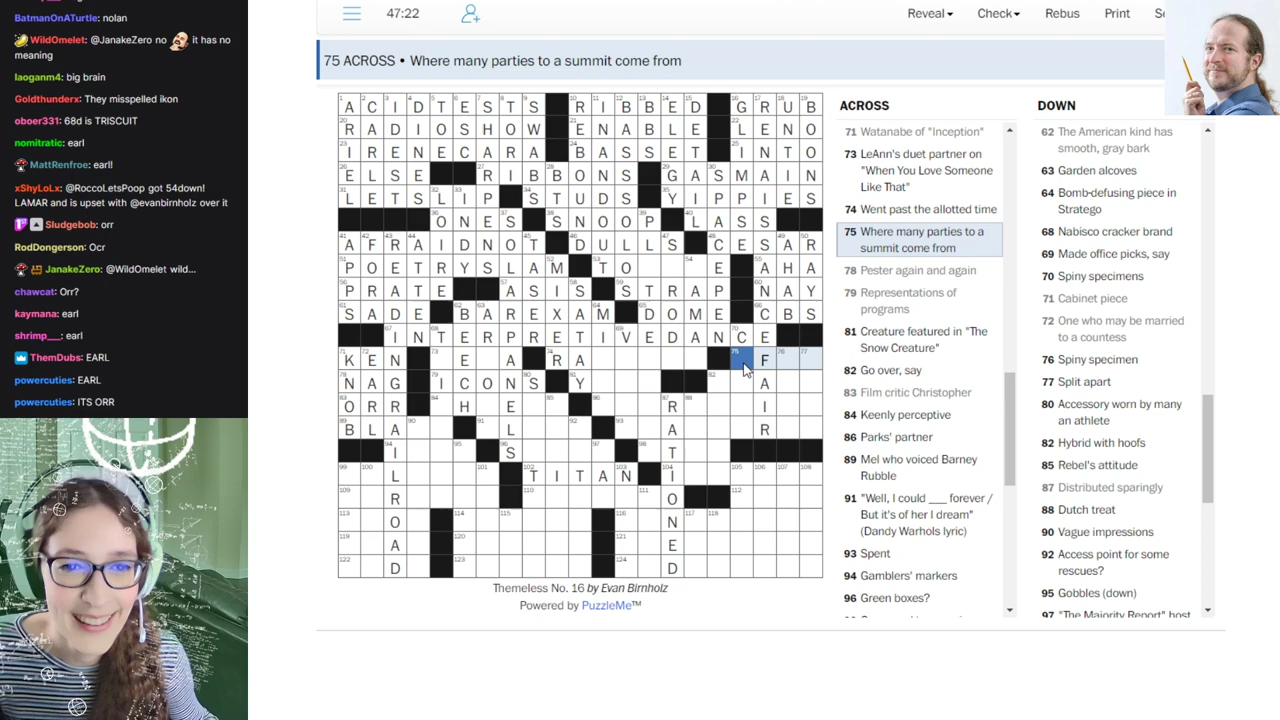 BatmanOnATurtle: nolan
WildOmelet: @JanakeZero no it has no
meaning
laoganm4: big brain
Goldthunderx: They misspelled ikon
oboer331: 68d is TRISCUIT
nomitratic: earl
MattRenfroe: earl!
xShyLoLx: @RoccoLetsPoop got 54down!
LAMAR and is upset with @evanbirnholz over it
Sludgebob: orr
RodDongerson: Ocr
JanakeZero: @WildOmelet wild...
chawcat: Orr?
kaymana: earl
shrimp__: earl
ThemDubs: EARL
powercuties: EARL
powercuties: ITS ORR
47:22
Reveal
Check
Rebus
Print
75 ACROSS • Where many parties to a summit come from
A C I D T E S T S R I B B E D G R U B
R A D I O S H O W E N A B L E L E N O
I R E N E C A R A B A S S E T I N T O
E L S E R I B B O N S G A S M A I N
L E T S L I P S T U D S Y I P P I E S
O N E S S N O O P L A S S
A F R A I D N O T D U L L S C E S A R
P O E T R Y S L A M T O E A H A
P R A T E A S I S S T R A P N A Y
S A D E B A R E X A M D O M E C B S
I N T E R P R E T I V E D A N C E
K E N E A R A F
N A G I C O N S Y A
O R R H E R I
B L A L A R
I S T
L T I T A N I
R O
O N
A E
D D
Themeless No. 16 by Evan Birnholz
Powered by PuzzleMe™
ACROSS
71 Watanabe of "Inception"
73 LeAnn's duet partner on
"When You Love Someone
Like That"
74 Went past the allotted time
75 Where many parties to a
summit come from
78 Pester again and again
79 Representations of
programs
81 Creature featured in "The
Snow Creature"
82 Go over, say
83 Film critic Christopher
84 Keenly perceptive
86 Parks' partner
89 Mel who voiced Barney
Rubble
91 "Well, I could ___ forever /
But it's of her I dream"
(Dandy Warhols lyric)
93 Spent
94 Gamblers' markers
96 Green boxes?
DOWN
62 The American kind has
smooth, gray bark
63 Garden alcoves
64 Bomb-defusing piece in
Stratego
68 Nabisco cracker brand
69 Made office picks, say
70 Spiny specimens
71 Cabinet piece
72 One who may be married
to a countess
76 Spiny specimen
77 Split apart
80 Accessory worn by many
an athlete
82 Hybrid with hoofs
85 Rebel's attitude
87 Distributed sparingly
88 Dutch treat
90 Vague impressions
92 Access point for some
rescues?
95 Gobbles (down)
97 "The Majority Report" host